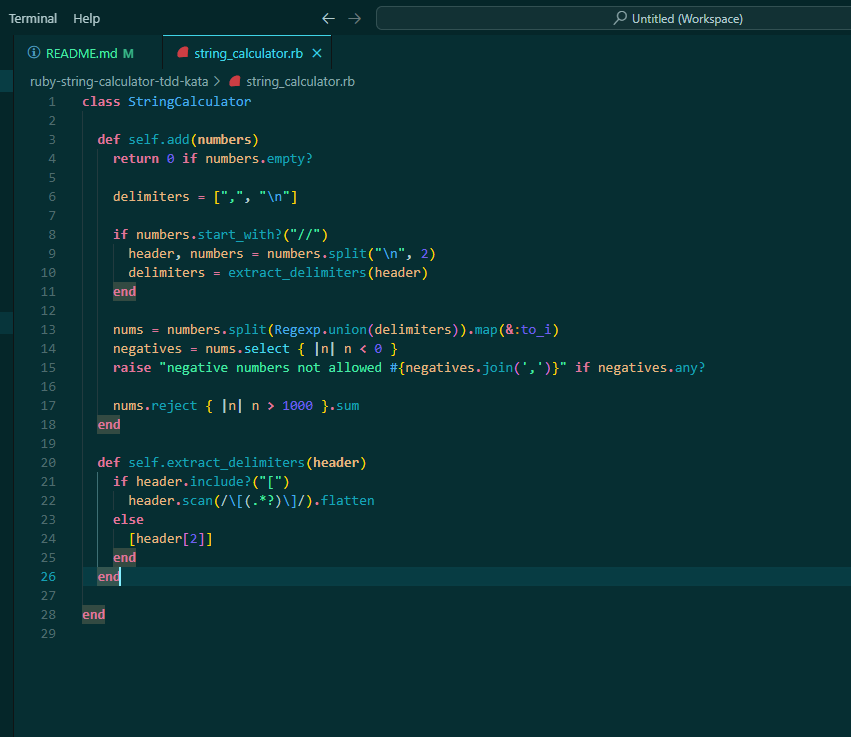 Terminal Help ← → Untitled (Workspace)
README.md M string_calculator.rb ×
ruby-string-calculator-tdd-kata > string_calculator.rb
1 class StringCalculator
2
3   def self.add(numbers)
4     return 0 if numbers.empty?
5
6     delimiters = [",", "\n"]
7
8     if numbers.start_with?("//")
9       header, numbers = numbers.split("\n", 2)
10       delimiters = extract_delimiters(header)
11     end
12
13     nums = numbers.split(Regexp.union(delimiters)).map(&:to_i)
14     negatives = nums.select { |n| n < 0 }
15     raise "negative numbers not allowed #{negatives.join(',')}" if negatives.any?
16
17     nums.reject { |n| n > 1000 }.sum
18   end
19
20   def self.extract_delimiters(header)
21     if header.include?("[")
22       header.scan(/\[(.*?)\]/).flatten
23     else
24       [header[2]]
25     end
26   end
27
28 end
29